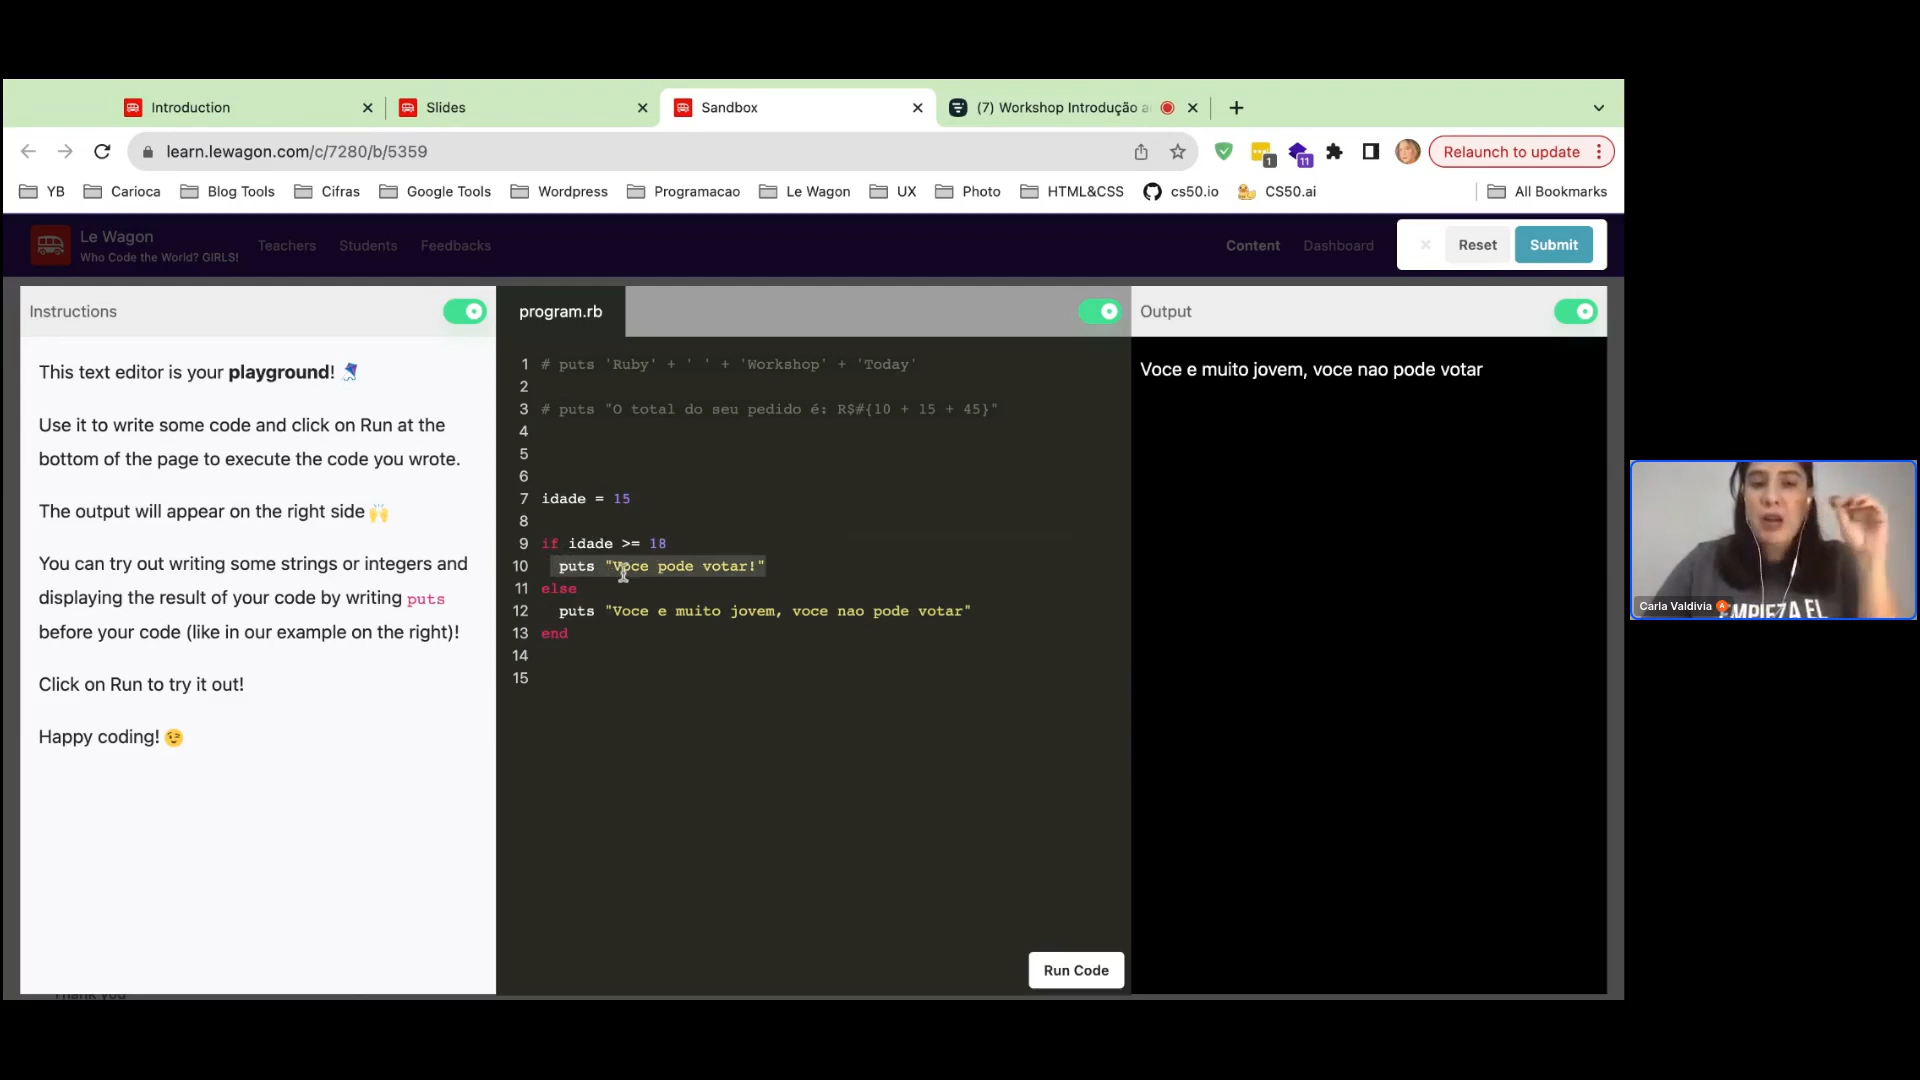 Introduction
Slides
Sandbox
(7) Workshop Introdução a
learn.lewagon.com/c/7280/b/5359
1
11
Relaunch to update
YB
Carioca
Blog Tools
Cifras
Google Tools
Wordpress
Programacao
Le Wagon
UX
Photo
HTML&CSS
cs50.io
CS50.ai
All Bookmarks
Le Wagon
Who Code the World? GIRLS!
Teachers
Students
Feedbacks
Content
Dashboard
Reset
Submit
Instructions
This text editor is your playground!
Use it to write some code and click on Run at the
bottom of the page to execute the code you wrote.
The output will appear on the right side
You can try out writing some strings or integers and
displaying the result of your code by writing puts
before your code (like in our example on the right)!
Click on Run to try it out!
Happy coding!
Thank you
program.rb
1 # puts 'Ruby' + ' ' + 'Workshop' + 'Today'
2
3 # puts "O total do seu pedido é: R$#{10 + 15 + 45}"
4
5
6
7 idade = 15
8
9 if idade >= 18
10 puts "Voce pode votar!"
11 else
12 puts "Voce e muito jovem, voce nao pode votar"
13 end
14
15
Run Code
Output
Voce e muito jovem, voce nao pode votar
EMPIEZA EL
Carla Valdivia A